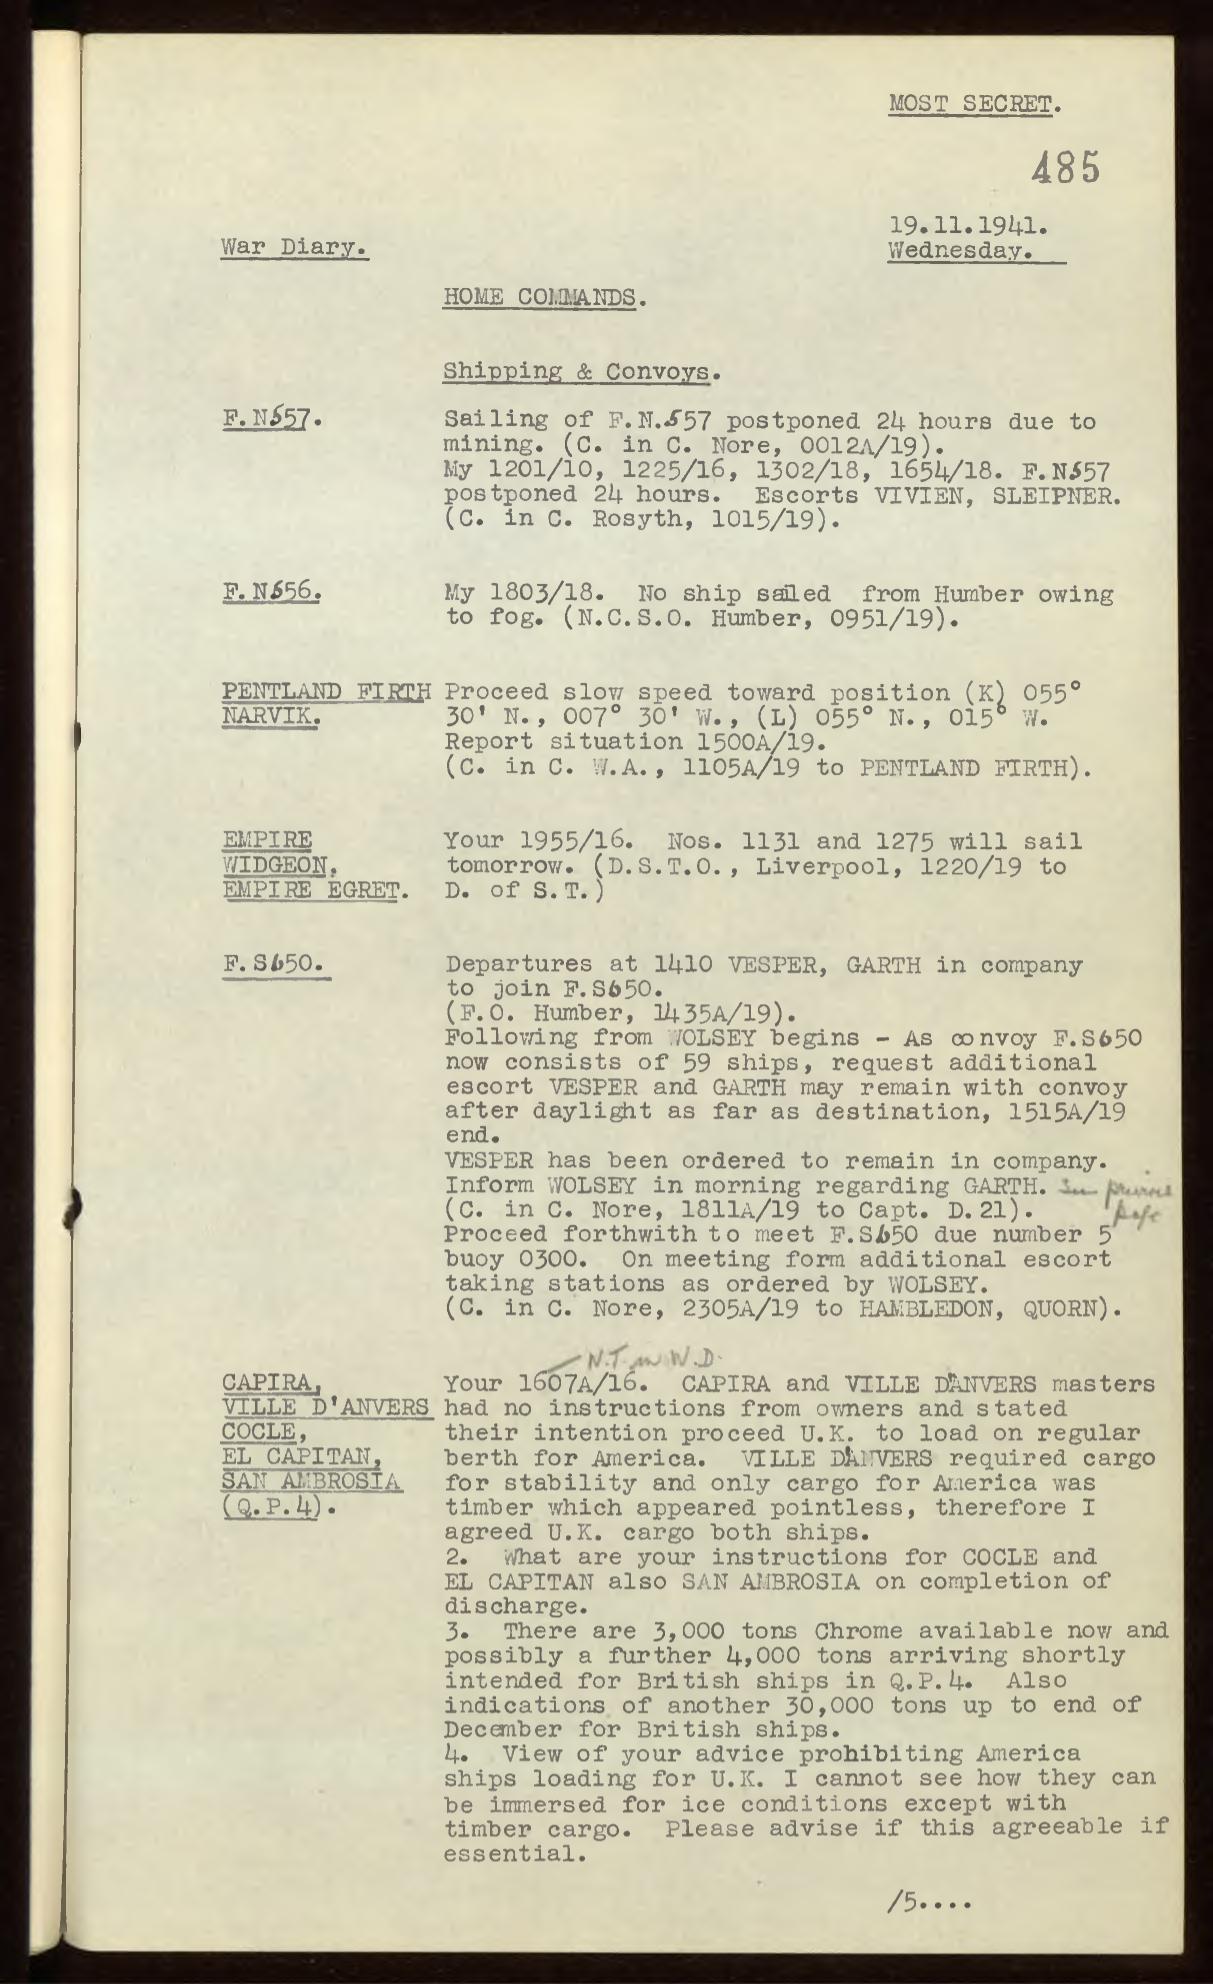 MOST SECRET.
485
19.11.1941.
War Diary.
Wednesday.
HOME COMMANDS.
Shipping & Convoys.
F.N557.
Sailing of F.N.557 postponed 24 hours due to
mining. (C. in C. Nore, 0012A/19).
My 1201/10, 1225/16, 1302/18, 1654/18. F.N557
postponed 24 hours. Escorts VIVIEN, SLEIPNER.
(C. in C. Rosyth, 1015/19).
F.N556.
My 1803/18. No ship sailed from Humber owing
to fog. (N.C.S.O. Humber, 0951/19).
PENTLAND FIRTH
NARVIK.
Proceed slow speed toward position (K) 055°
30' N., 007° 30' W., (L) 055° N., 015° W.
Report situation 1500A/19.
(C. in C. W.A., 1105A/19 to PENTLAND FIRTH).
EMPIRE
WIDGEON,
EMPIRE EGRET.
Your 1955/16. Nos. 1131 and 1275 will sail
tomorrow. (D.S.T.O., Liverpool, 1220/19 to
D. of S.T.)
F.S650.
Departures at 1410 VESPER, GARTH in company
to join F.S650.
(F.O. Humber, 1435A/19).
Following from WOLSEY begins - As convoy F.S650
now consists of 59 ships, request additional
escort VESPER and GARTH may remain with convoy
after daylight as far as destination, 1515A/19
end.
VESPER has been ordered to remain in company.
Inform WOLSEY in morning regarding GARTH.
(C. in C. Nore, 1811A/19 to Capt. D.21).
Proceed forthwith to meet F.S650 due number 5
buoy 0300. On meeting form additional escort
taking stations as ordered by WOLSEY.
(C. in C. Nore, 2305A/19 to HAMBLEDON, QUORN).
N.T. in W.D.
CAPIRA,
VILLE D'ANVERS
COCLE,
EL CAPITAN,
SAN AMBROSIA
(Q.P.4).
Your 1607A/16. CAPIRA and VILLE D'ANVERS masters
had no instructions from owners and stated
their intention proceed U.K. to load on regular
berth for America. VILLE D'ANVERS required cargo
for stability and only cargo for America was
timber which appeared pointless, therefore I
agreed U.K. cargo both ships.
2. What are your instructions for COCLE and
EL CAPITAN also SAN AMBROSIA on completion of
discharge.
3. There are 3,000 tons Chrome available now and
possibly a further 4,000 tons arriving shortly
intended for British ships in Q.P.4. Also
indications of another 30,000 tons up to end of
December for British ships.
4. View of your advice prohibiting America
ships loading for U.K. I cannot see how they can
be immersed for ice conditions except with
timber cargo. Please advise if this agreeable if
essential.
/5....